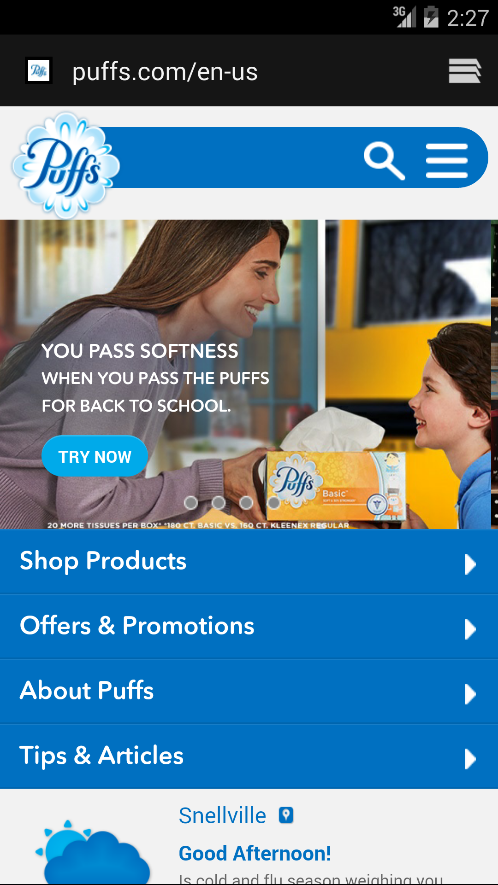 3G 2:27
Puffs puffs.com/en-us
Puffs
YOU PASS SOFTNESS
WHEN YOU PASS THE PUFFS
FOR BACK TO SCHOOL.
TRY NOW
Puffs
Basic
20 MORE TISSUES PER BOX* *180 CT. BASIC VS. 160 CT. KLEENEX REGULAR
Shop Products
Offers & Promotions
About Puffs
Tips & Articles
Snellville
Good Afternoon!
Is cold and flu season weighing you